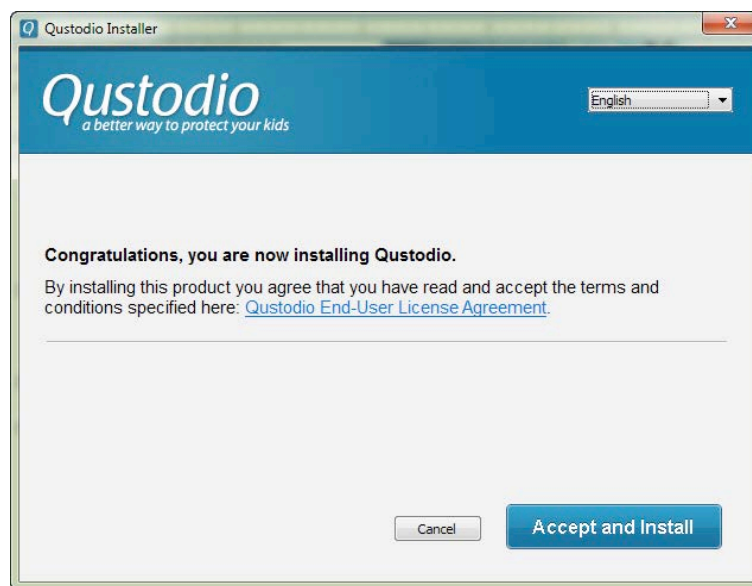 Qustodio Installer
Qustodio
a better way to protect your kids
English
Congratulations, you are now installing Qustodio.
By installing this product you agree that you have read and accept the terms and
conditions specified here: Qustodio End-User License Agreement.
Cancel
Accept and Install